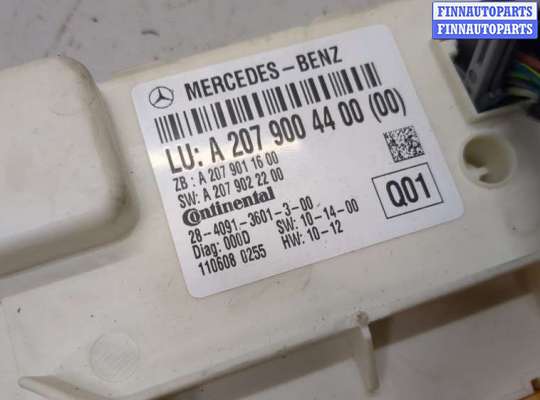 FINNAUTOPARTS
FINNAUTOPARTS
MERCEDES-BENZ
LU: A 207 900 44 00 (00)
ZB : A 207 901 16 00
SW: A 207 902 22 00
Continental
28-4091-3601-3-00
Diag: 000D SW: 10-14-00
110608 0255 HW: 10-12
Q01